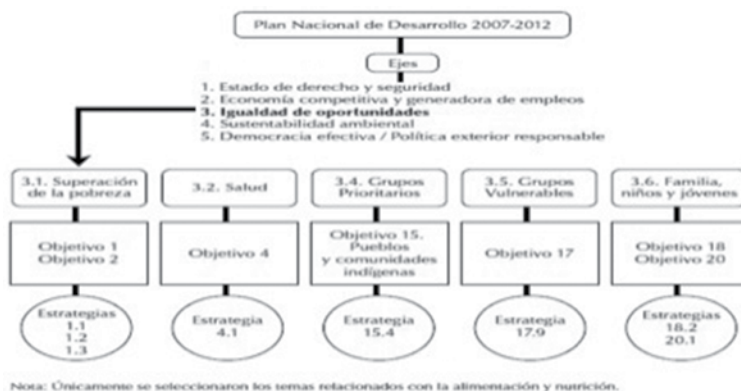 Plan Nacional de Desarrollo 2007-2012
Ejes
1. Estado de derecho y seguridad
2. Economía competitiva y generadora de empleos
3. Igualdad de oportunidades
4. Sustentabilidad ambiental
5. Democracia efectiva / Política exterior responsable
3.1. Superación
de la pobreza
3.2. Salud
3.4. Grupos
Prioritarios
3.5. Grupos
Vulnerables
3.6. Familia,
niños y jóvenes
Objetivo 1
Objetivo 2
Objetivo 4
Objetivo 15.
Pueblos
y comunidades
indígenas
Objetivo 17
Objetivo 18
Objetivo 20
Estrategias
1.1
1.2
1.3
Estrategia
4.1
Estrategia
15.4
Estrategia
17.9
Estrategias
18.2
20.1
Nota: Únicamente se seleccionaron los temas relacionados con la alimentación y nutrición.